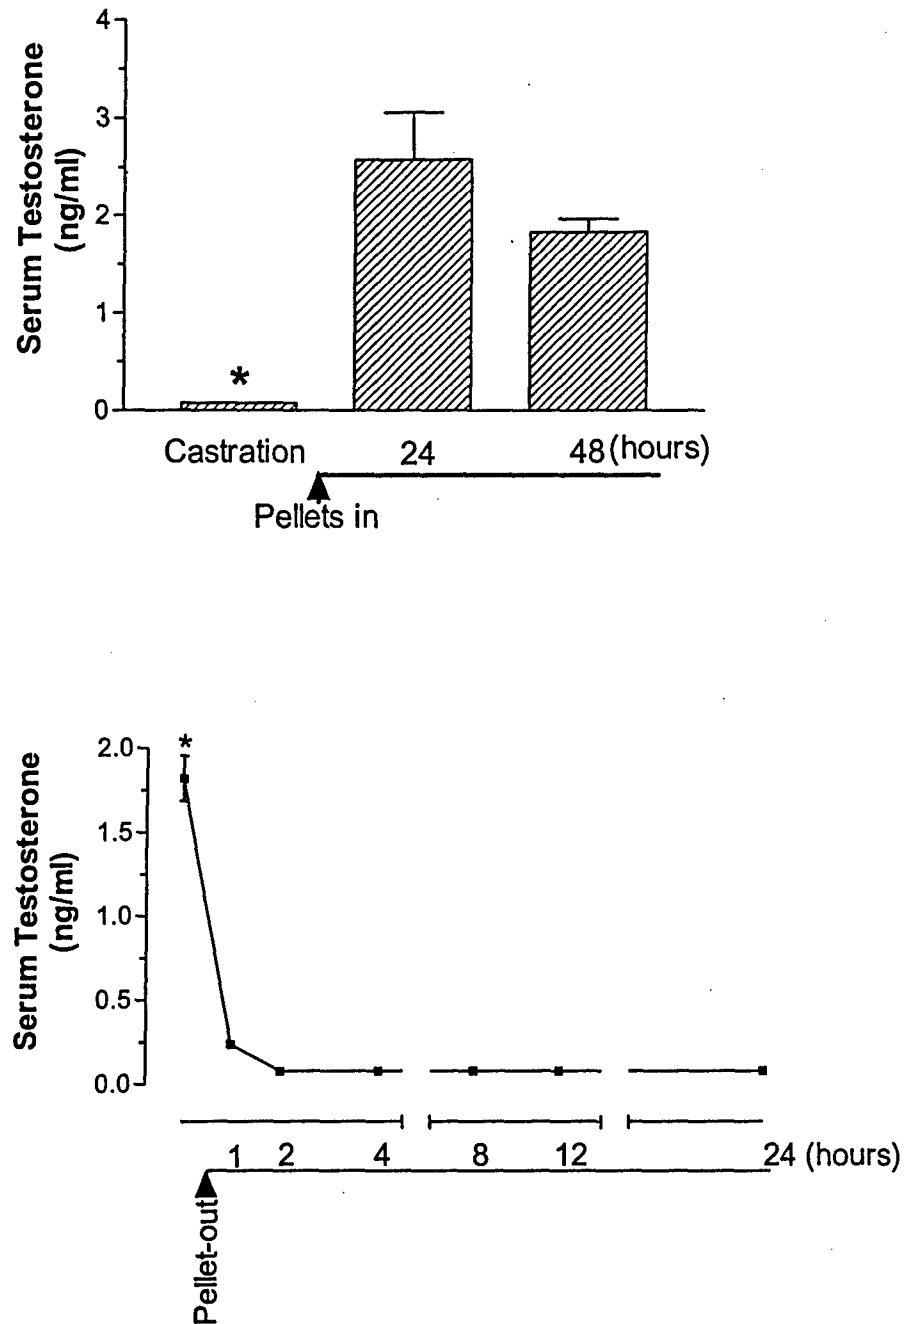 Serum Testosterone
(ng/ml)
4
3
2
1
0
*
Castration 24 48 (hours)
Pellets in
Serum Testosterone
(ng/ml)
2.0
1.5
1.0
0.5
0.0
*
1 2 4 8 12 24 (hours)
Pellet-out